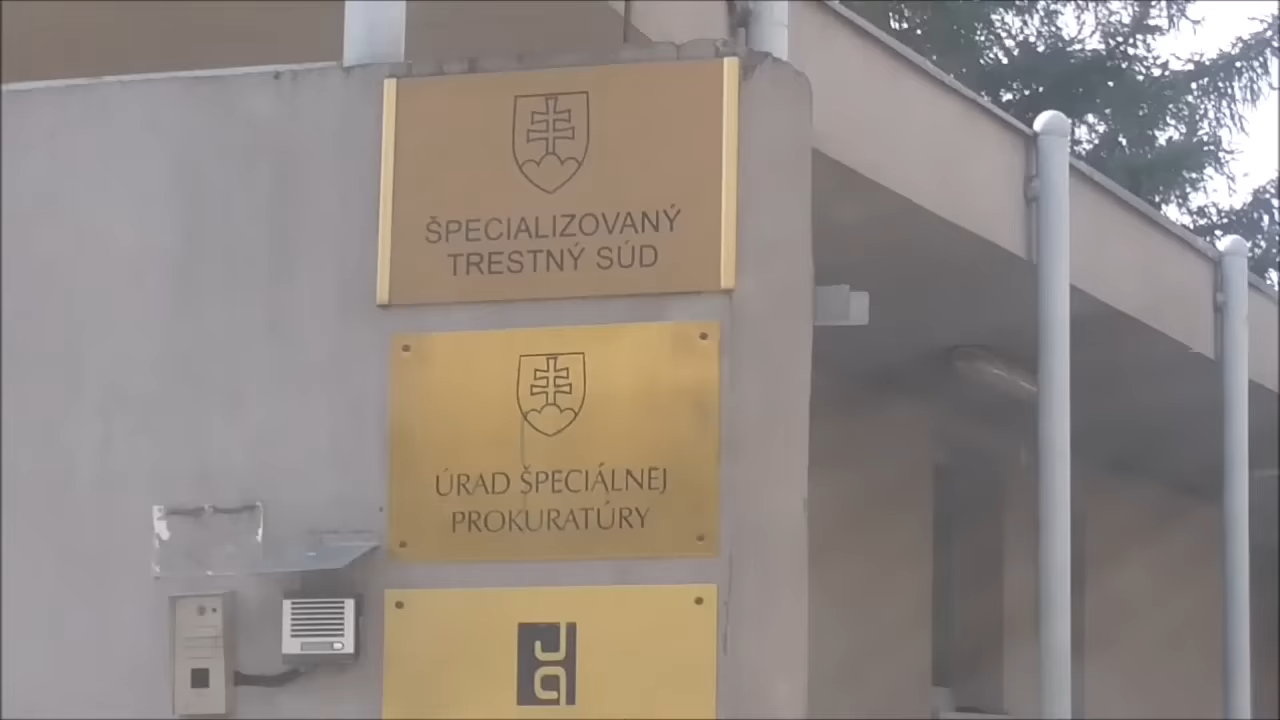 ŠPECIALIZOVANÝ
TRESTNÝ SÚD
ÚRAD ŠPECIÁLNEJ
PROKURATÚRY